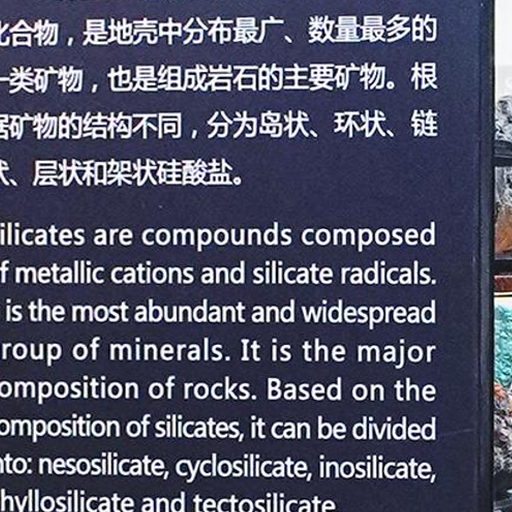 化合物，是地壳中分布最广、数量最多的
一类矿物，也是组成岩石的主要矿物。根
据矿物的结构不同，分为岛状、环状、链
状、层状和架状硅酸盐。
ilicates are compounds composed
f metallic cations and silicate radicals.
is the most abundant and widespread
roup of minerals. It is the major
omposition of rocks. Based on the
omposition of silicates, it can be divided
nto: nesosilicate, cyclosilicate, inosilicate,
hyllosilicate and tectosilicate